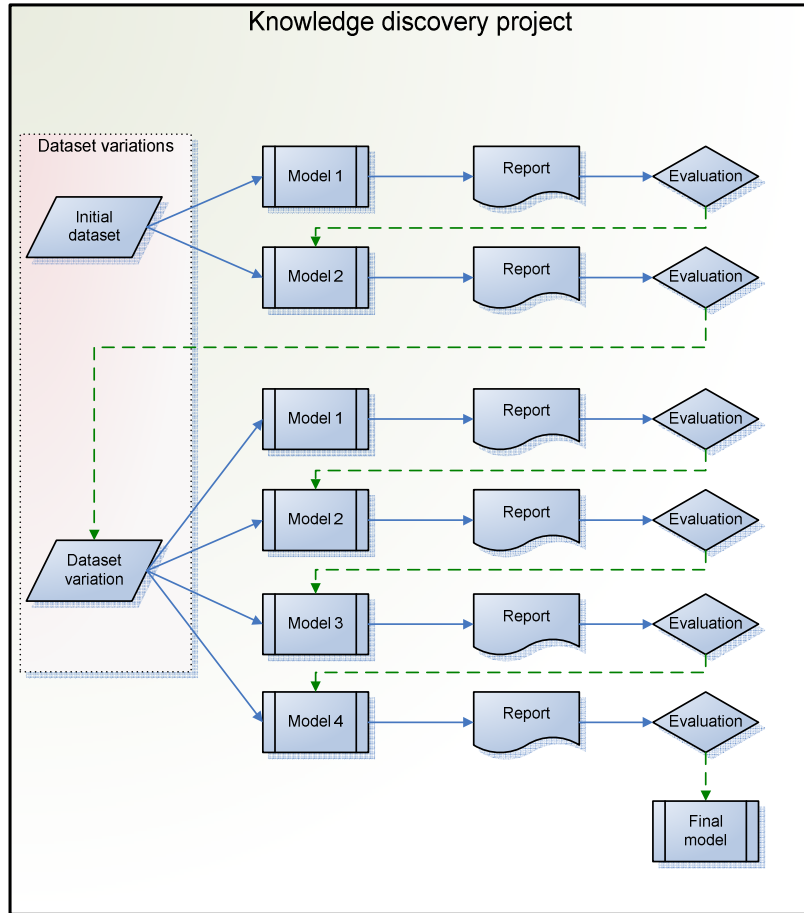 Knowledge discovery project
Dataset variations
Model 1
Report
Evaluation
Initial
dataset
Model 2
Report
Evaluation
Model 1
Report
Evaluation
Model 2
Report
Evaluation
Dataset
variation
Model 3
Report
Evaluation
Model 4
Report
Evaluation
Final
model